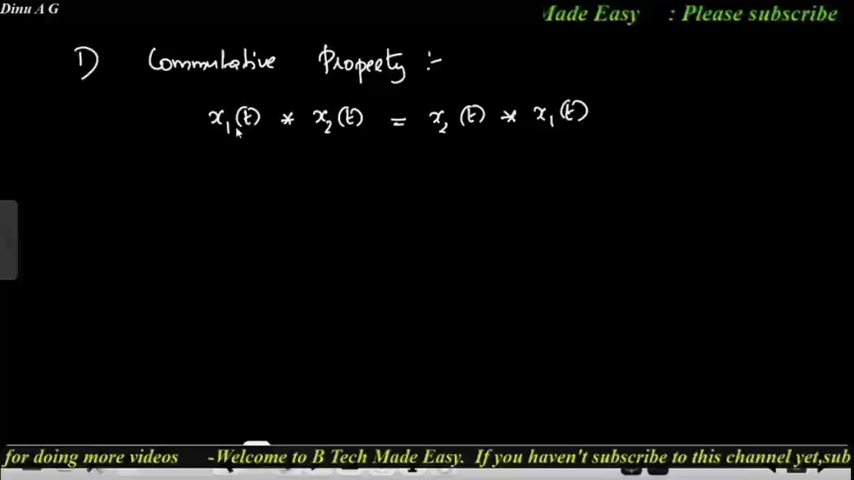 Dinu A G
Made Easy : Please subscribe
1) Commutative Property :-
x₁(t) * x₂(t) = x₂(t) * x₁(t)
for doing more videos -Welcome to B Tech Made Easy. If you haven't subscribe to this channel yet,sub